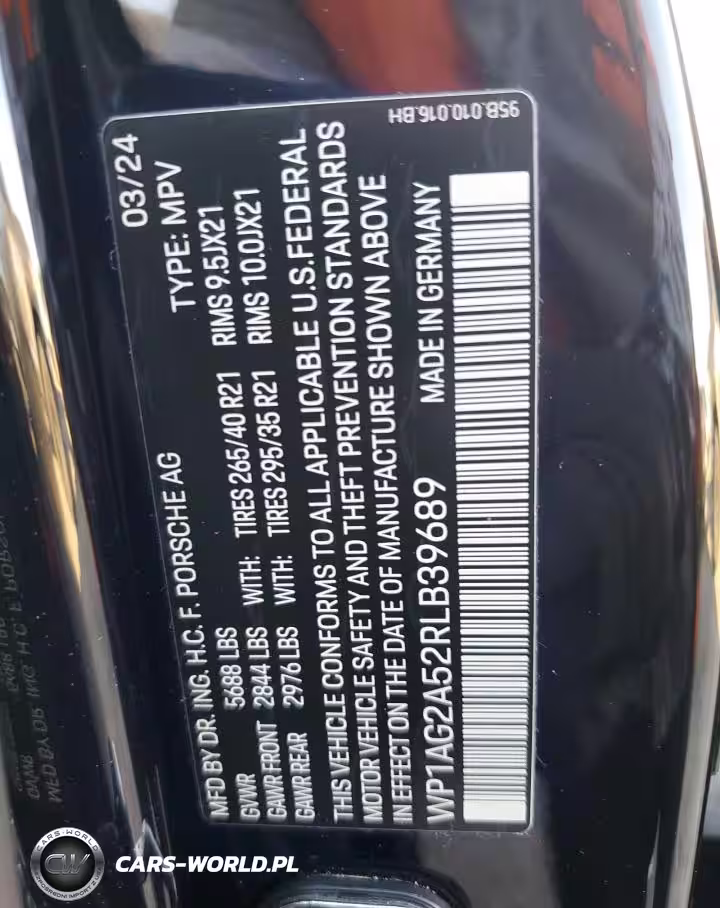 MFD BY DR. ING. H.C. F. PORSCHE AG 03/24
GVWR 5688 LBS TYPE: MPV
GAWR FRONT 2844 LBS WITH: TIRES 265/40 R21 RIMS 9.5JX21
GAWR REAR 2976 LBS WITH: TIRES 295/35 R21 RIMS 10.0JX21
THIS VEHICLE CONFORMS TO ALL APPLICABLE U.S.FEDERAL
MOTOR VEHICLE SAFETY AND THEFT PREVENTION STANDARDS
IN EFFECT ON THE DATE OF MANUFACTURE SHOWN ABOVE
WP1AG2A52RLB39689 MADE IN GERMANY
95B.010.016.BH
CARS-WORLD
CW
CARS-WORLD.PL